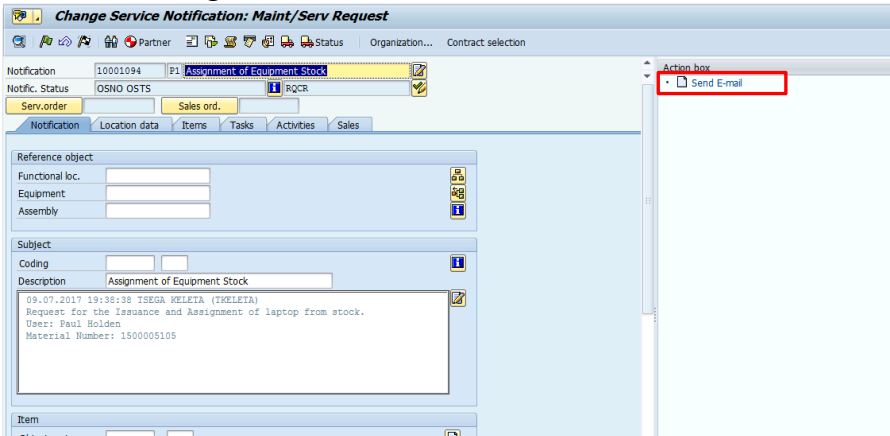 Change Service Notification: Maint/Serv Request
Partner Status Organization... Contract selection
Notification 10001094 P1 Assignment of Equipment Stock
Notific. Status OSNO OSTS RQCR
Serv.order Sales ord.
Notification Location data Items Tasks Activities Sales
Reference object
Functional loc.
Equipment
Assembly
Subject
Coding
Description Assignment of Equipment Stock
09.07.2017 19:38:38 TSEGA KELETA (TKELETA)
Request for the Issuance and Assignment of laptop from stock.
User: Paul Holden
Material Number: 1500005105
Item
Action box
Send E-mail